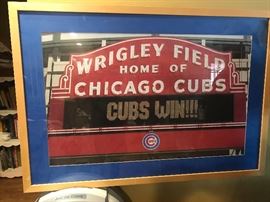 WRIGLEY FIELD
HOME OF
CHICAGO CUBS
CUBS WIN!!!